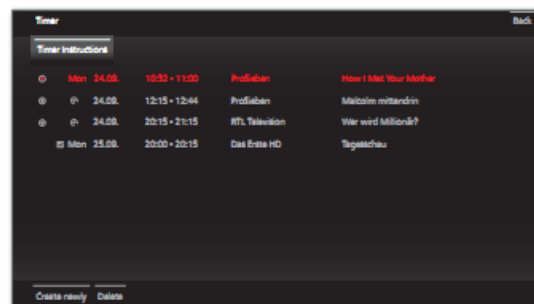 Timer Back
Timer Instructions
Mon 24.09. 10:32 - 11:00 ProSieben How I Met Your Mother
24.09. 12:15 - 12:44 ProSieben Malcolm mittendrin
24.09. 20:15 - 21:15 RTL Television Wer wird Millionär?
Mon 25.09. 20:00 - 20:15 Das Erste HD Tagesschau
Create newly Delete